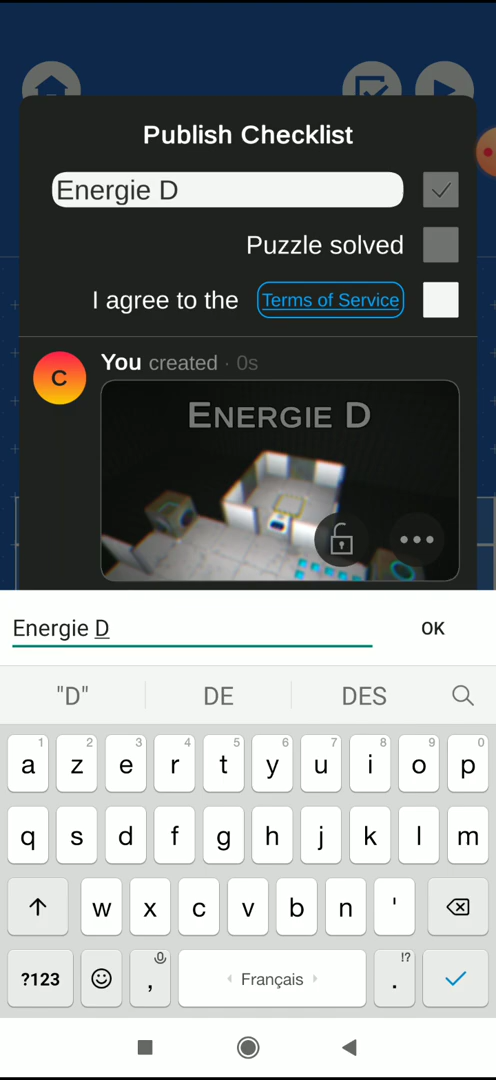 Publish Checklist
Energie D
Puzzle solved
I agree to the Terms of Service
C
You created · 0s
ENERGIE D
Energie D
OK
"D" DE DES
1 2 3 4 5 6 7 8 9 0
a z e r t y u i o p
q s d f g h j k l m
w x c v b n '
!?
?123 , Français .